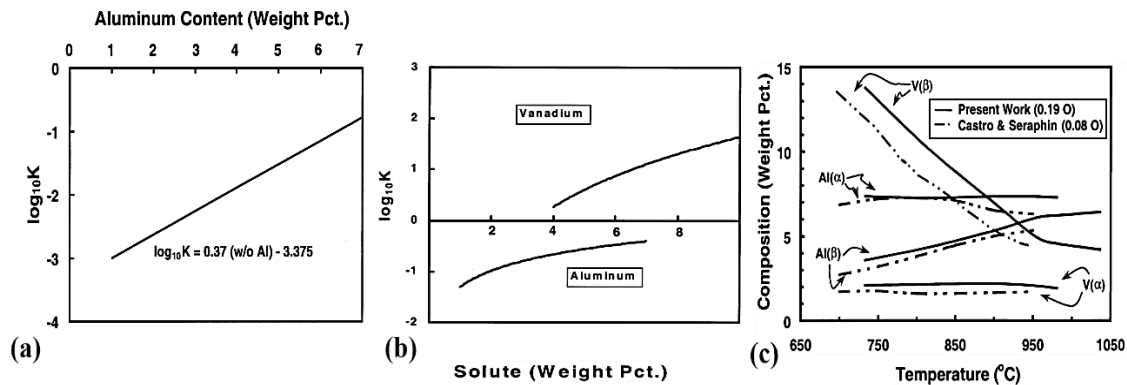 Aluminum Content (Weight Pct.)
0 1 2 3 4 5 6 7
0
-1
-2
-3
-4
log10K
log10K = 0.37 (w/o Al) - 3.375
(a)
3
2
1
0
-1
-2
log10K
Vanadium
2 4 6 8
Aluminum
(b)
Solute (Weight Pct.)
15
10
5
0
Composition (Weight Pct.)
V(β)
Present Work (0.19 O)
Castro & Seraphin (0.08 O)
Al(α)
Al(β)
V(α)
650 750 850 950 1050
Temperature (°C)
(c)